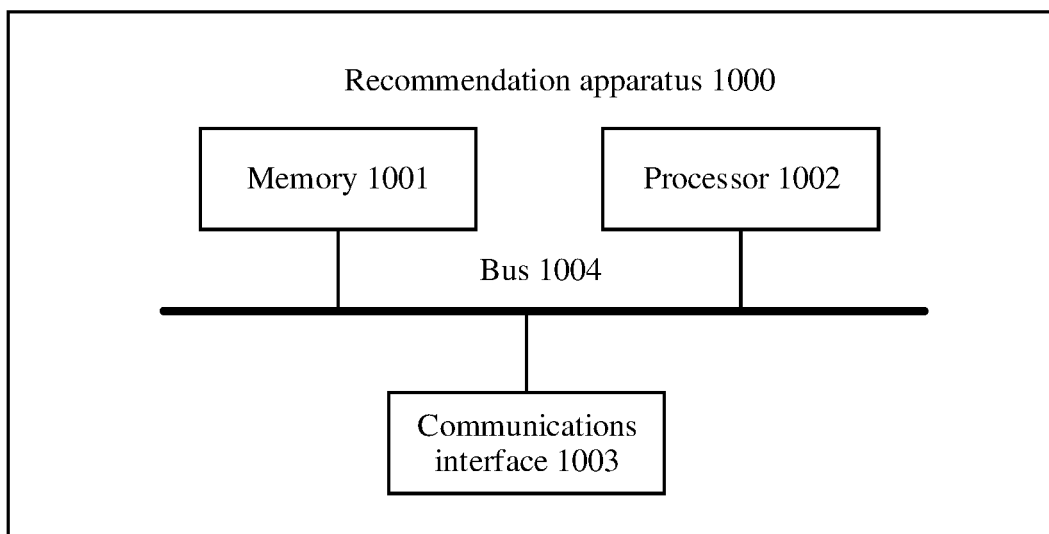 Recommendation apparatus 1000
Memory 1001
Processor 1002
Bus 1004
Communications
interface 1003